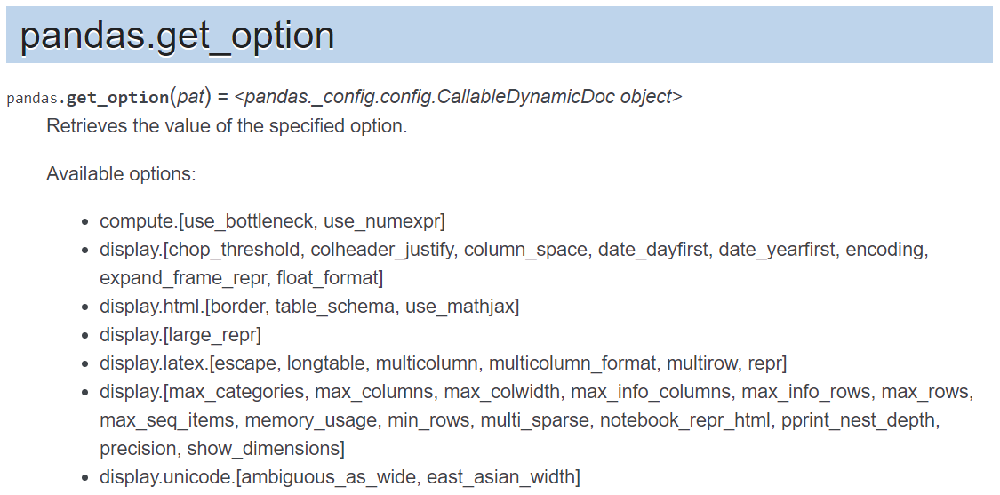 pandas.get_option
pandas.get_option(pat) = <pandas._config.config.CallableDynamicDoc object>
Retrieves the value of the specified option.
Available options:
• compute.[use_bottleneck, use_numexpr]
• display.[chop_threshold, colheader_justify, column_space, date_dayfirst, date_yearfirst, encoding,
expand_frame_repr, float_format]
• display.html.[border, table_schema, use_mathjax]
• display.[large_repr]
• display.latex.[escape, longtable, multicolumn, multicolumn_format, multirow, repr]
• display.[max_categories, max_columns, max_colwidth, max_info_columns, max_info_rows, max_rows,
max_seq_items, memory_usage, min_rows, multi_sparse, notebook_repr_html, pprint_nest_depth,
precision, show_dimensions]
• display.unicode.[ambiguous_as_wide, east_asian_width]